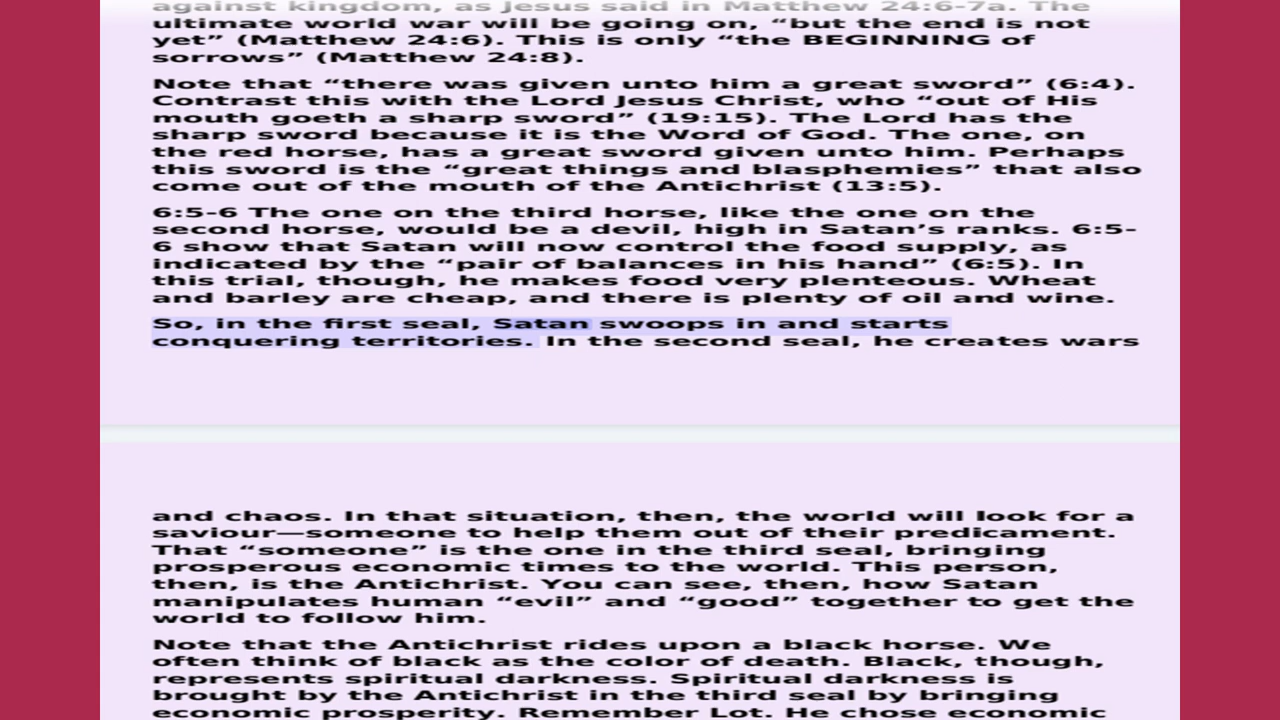 against kingdom, as Jesus said in Matthew 24:6-7a. The
ultimate world war will be going on, “but the end is not
yet” (Matthew 24:6). This is only “the BEGINNING of
sorrows” (Matthew 24:8).
Note that “there was given unto him a great sword” (6:4).
Contrast this with the Lord Jesus Christ, who “out of His
mouth goeth a sharp sword” (19:15). The Lord has the
sharp sword because it is the Word of God. The one, on
the red horse, has a great sword given unto him. Perhaps
this sword is the “great things and blasphemies” that also
come out of the mouth of the Antichrist (13:5).
6:5-6 The one on the third horse, like the one on the
second horse, would be a devil, high in Satan’s ranks. 6:5-
6 show that Satan will now control the food supply, as
indicated by the “pair of balances in his hand” (6:5). In
this trial, though, he makes food very plenteous. Wheat
and barley are cheap, and there is plenty of oil and wine.
So, in the first seal, Satan swoops in and starts
conquering territories. In the second seal, he creates wars
and chaos. In that situation, then, the world will look for a
saviour—someone to help them out of their predicament.
That “someone” is the one in the third seal, bringing
prosperous economic times to the world. This person,
then, is the Antichrist. You can see, then, how Satan
manipulates human “evil” and “good” together to get the
world to follow him.
Note that the Antichrist rides upon a black horse. We
often think of black as the color of death. Black, though,
represents spiritual darkness. Spiritual darkness is
brought by the Antichrist in the third seal by bringing
economic prosperity. Remember Lot. He chose economic